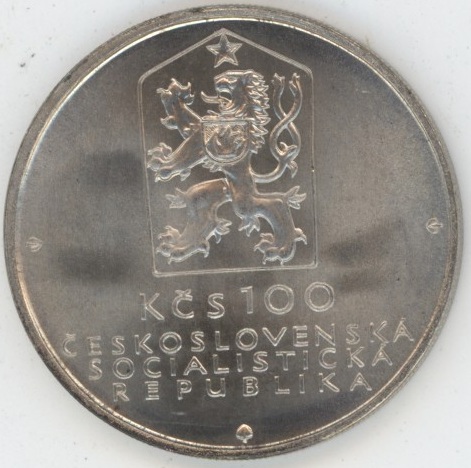 KČS 100
ČESKOSLOVENSKÁ
SOCIALISTICKÁ
REPUBLIKA